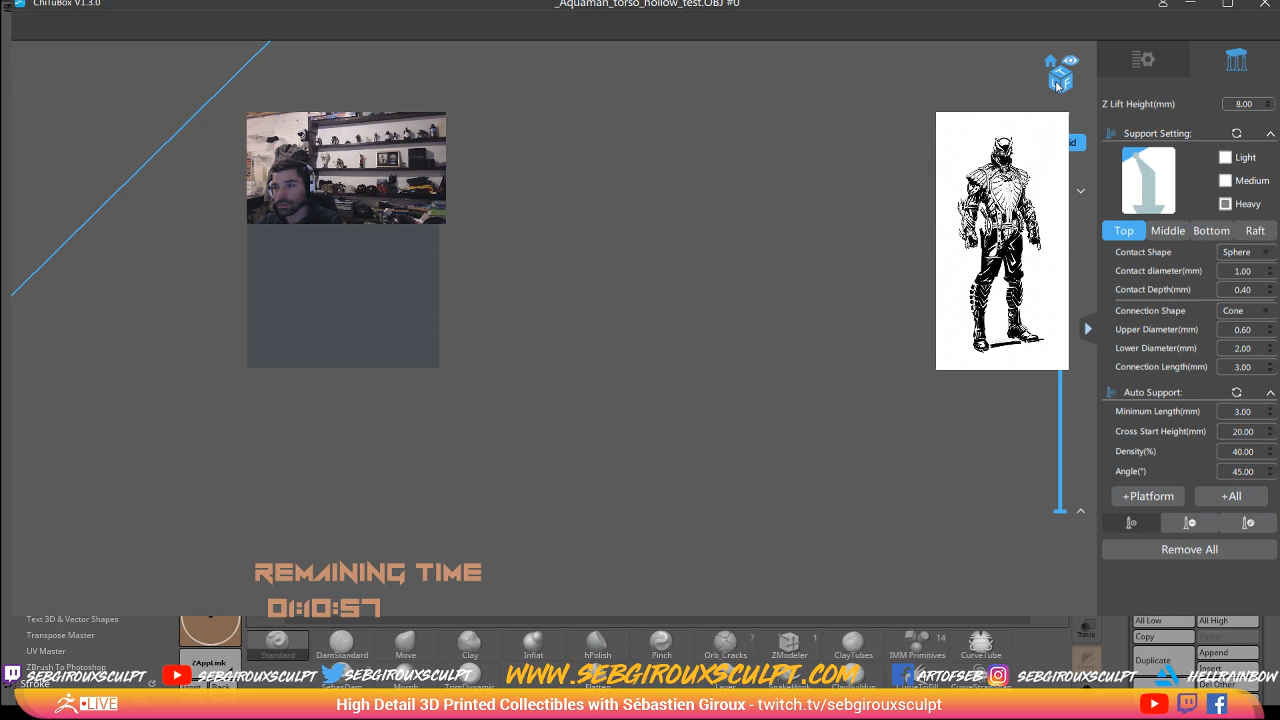 ChiTuBox V1.3.0
_Aquaman_torso_hollow_test.OBJ #0
Z Lift Height(mm) 8.00
Support Setting:
Light
Medium
Heavy
Top Middle Bottom Raft
Contact Shape Sphere
Contact diameter(mm) 1.00
Contact Depth(mm) 0.40
Connection Shape Cone
Upper Diameter(mm) 0.60
Lower Diameter(mm) 2.00
Connection Length(mm) 3.00
Auto Support:
Minimum Length(mm) 3.00
Cross Start Height(mm) 20.00
Density(%) 40.00
Angle(°) 45.00
+Platform +All
Remove All
REMAINING TIME
01:10:57
Text 3D & Vector Shapes
Transpose Master
UV Master
ZBrush To Photoshop
Stroke
ZAppLink
Standard DamStandard Move Clay Inflat hPolish Pinch Orb_Cracks ? ZModeler 1 ClayTubes IMM Primitives 14 CurveTube
Transp
All Low All High
Copy Paste
Duplicate Append
Insert
Del Other
SEBGIROUXSCULPT SEBGIROUXSCULPT SEBGIROUXSCULPT WWW.SEBGIROUXSCULPT.COM ARTOFSEB SEBGIROUXSCULPT HELLRAINBOW
LIVE High Detail 3D Printed Collectibles with Sébastien Giroux - twitch.tv/sebgirouxsculpt